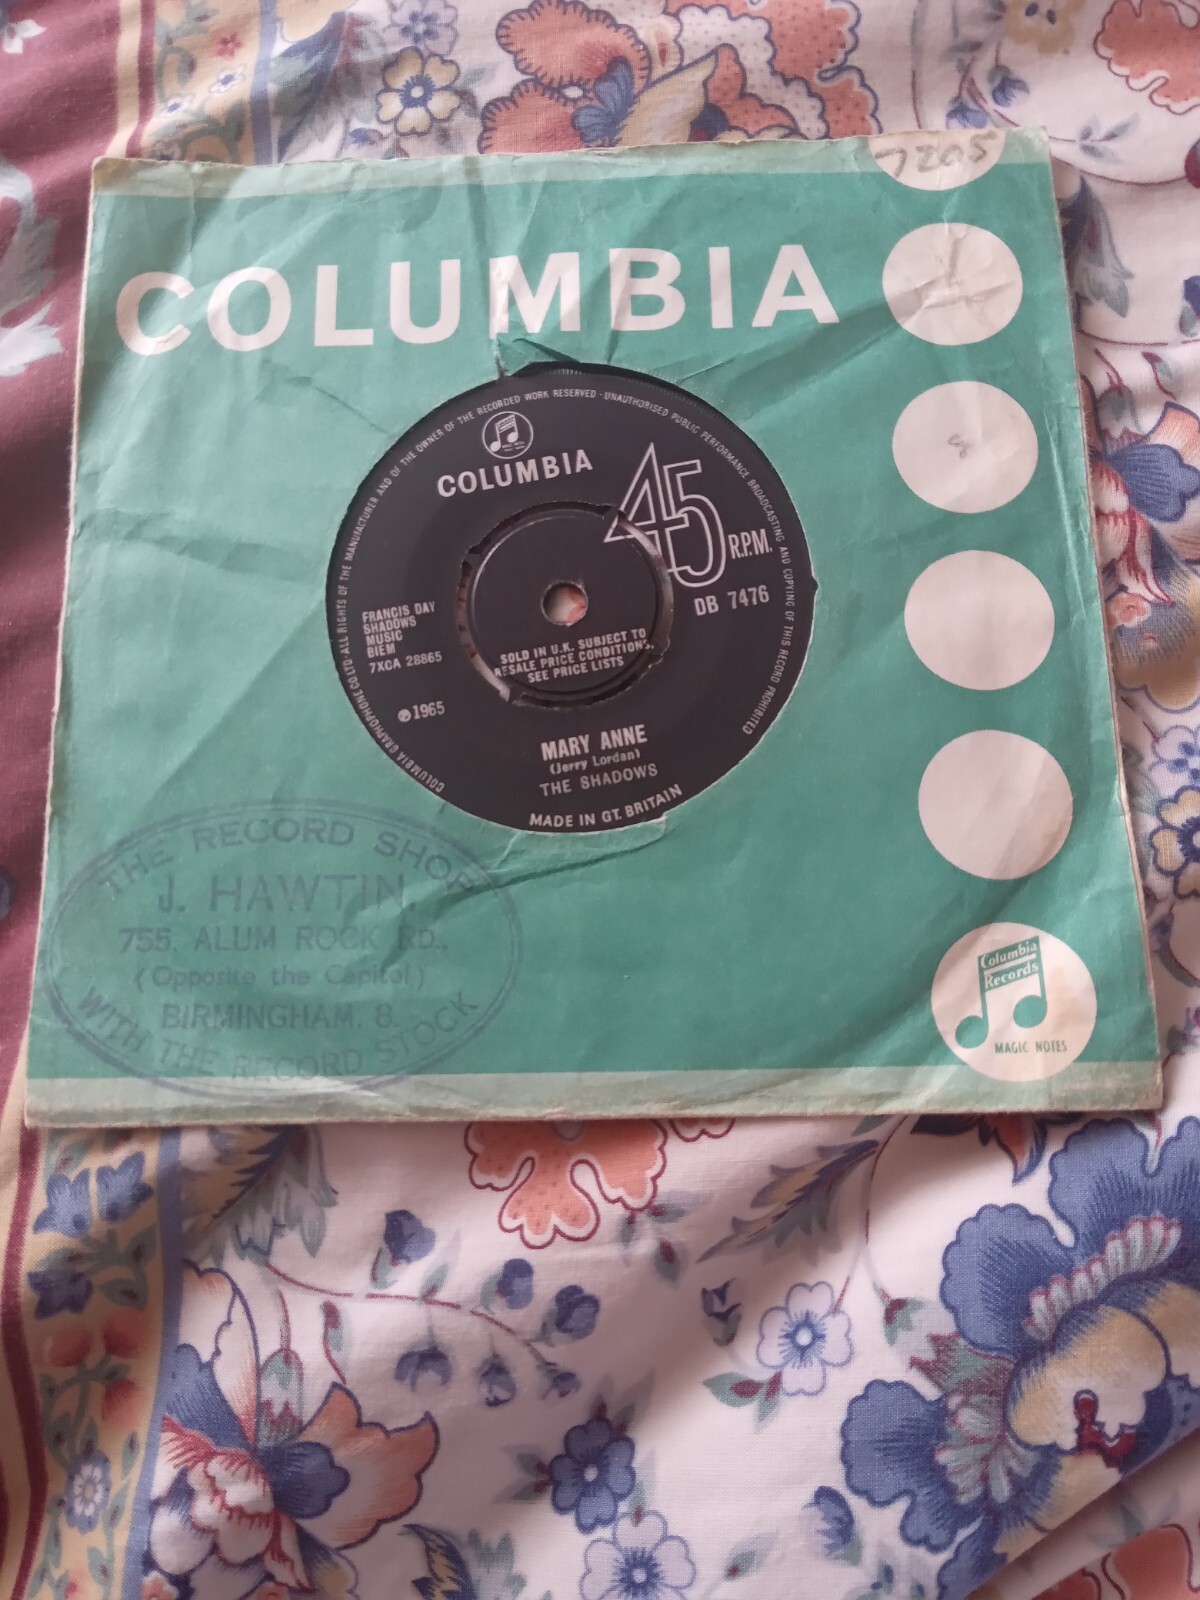 7205
COLUMBIA
8
ALL RIGHTS OF THE MANUFACTURER AND OF THE OWNER OF THE RECORDED WORK RESERVED · UNAUTHORISED PUBLIC PERFORMANCE BROADCASTING AND COPYING OF THIS RECORD PROHIBITED
COLUMBIA GRAPHOPHONE CO LTD
COLUMBIA
45
R.P.M.
DB 7476
FRANCIS DAY
SHADOWS
MUSIC
BIEM
7XCA 28865
℗1965
SOLD IN U.K. SUBJECT TO
RESALE PRICE CONDITIONS,
SEE PRICE LISTS
MARY ANNE
(Jerry Lordan)
THE SHADOWS
MADE IN GT. BRITAIN
THE RECORD SHOP
J. HAWTIN,
755, ALUM ROCK RD.,
(Opposite the Capitol)
BIRMINGHAM. 8.
WITH THE RECORD STOCK
Columbia
Records
MAGIC NOTES